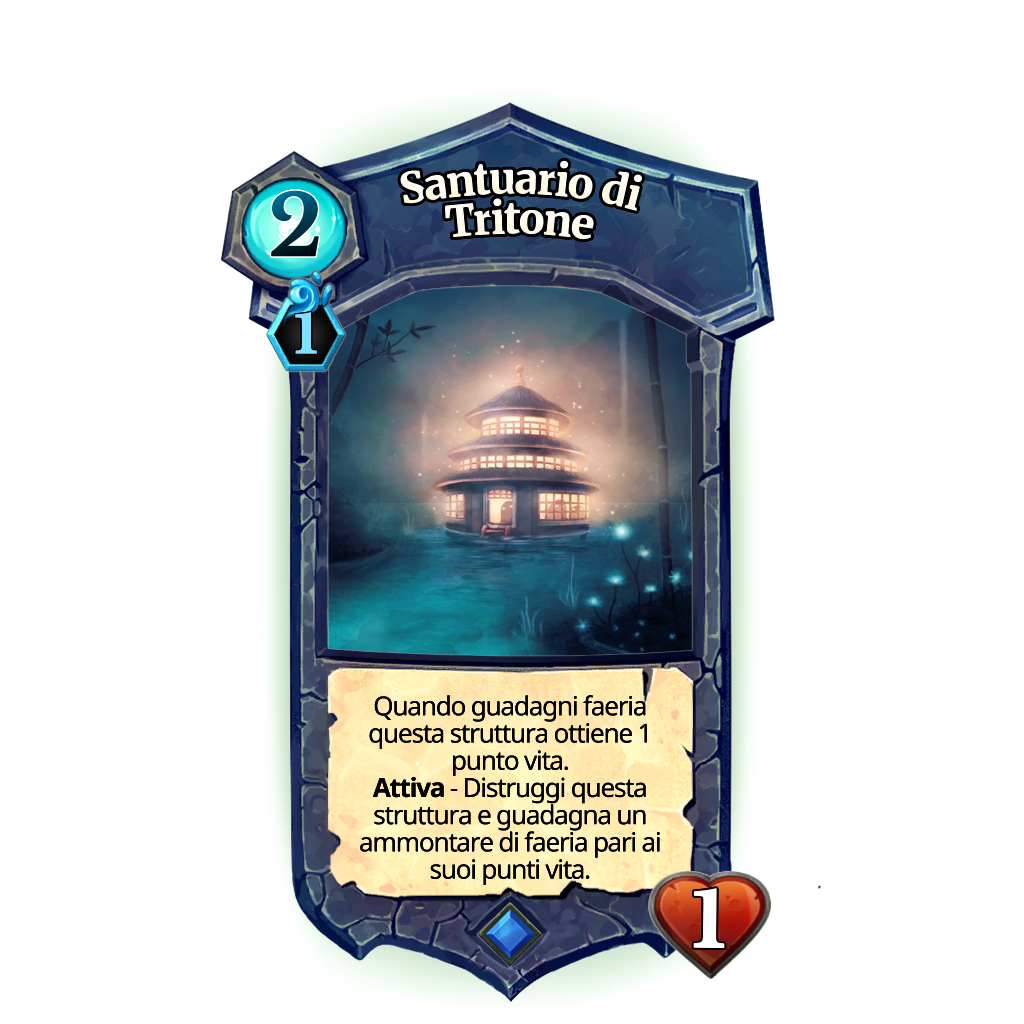 Santuario di
Tritone
2
1
Quando guadagni faeria
questa struttura ottiene 1
punto vita.
Attiva - Distruggi questa
struttura e guadagna un
ammontare di faeria pari ai
suoi punti vita.
1